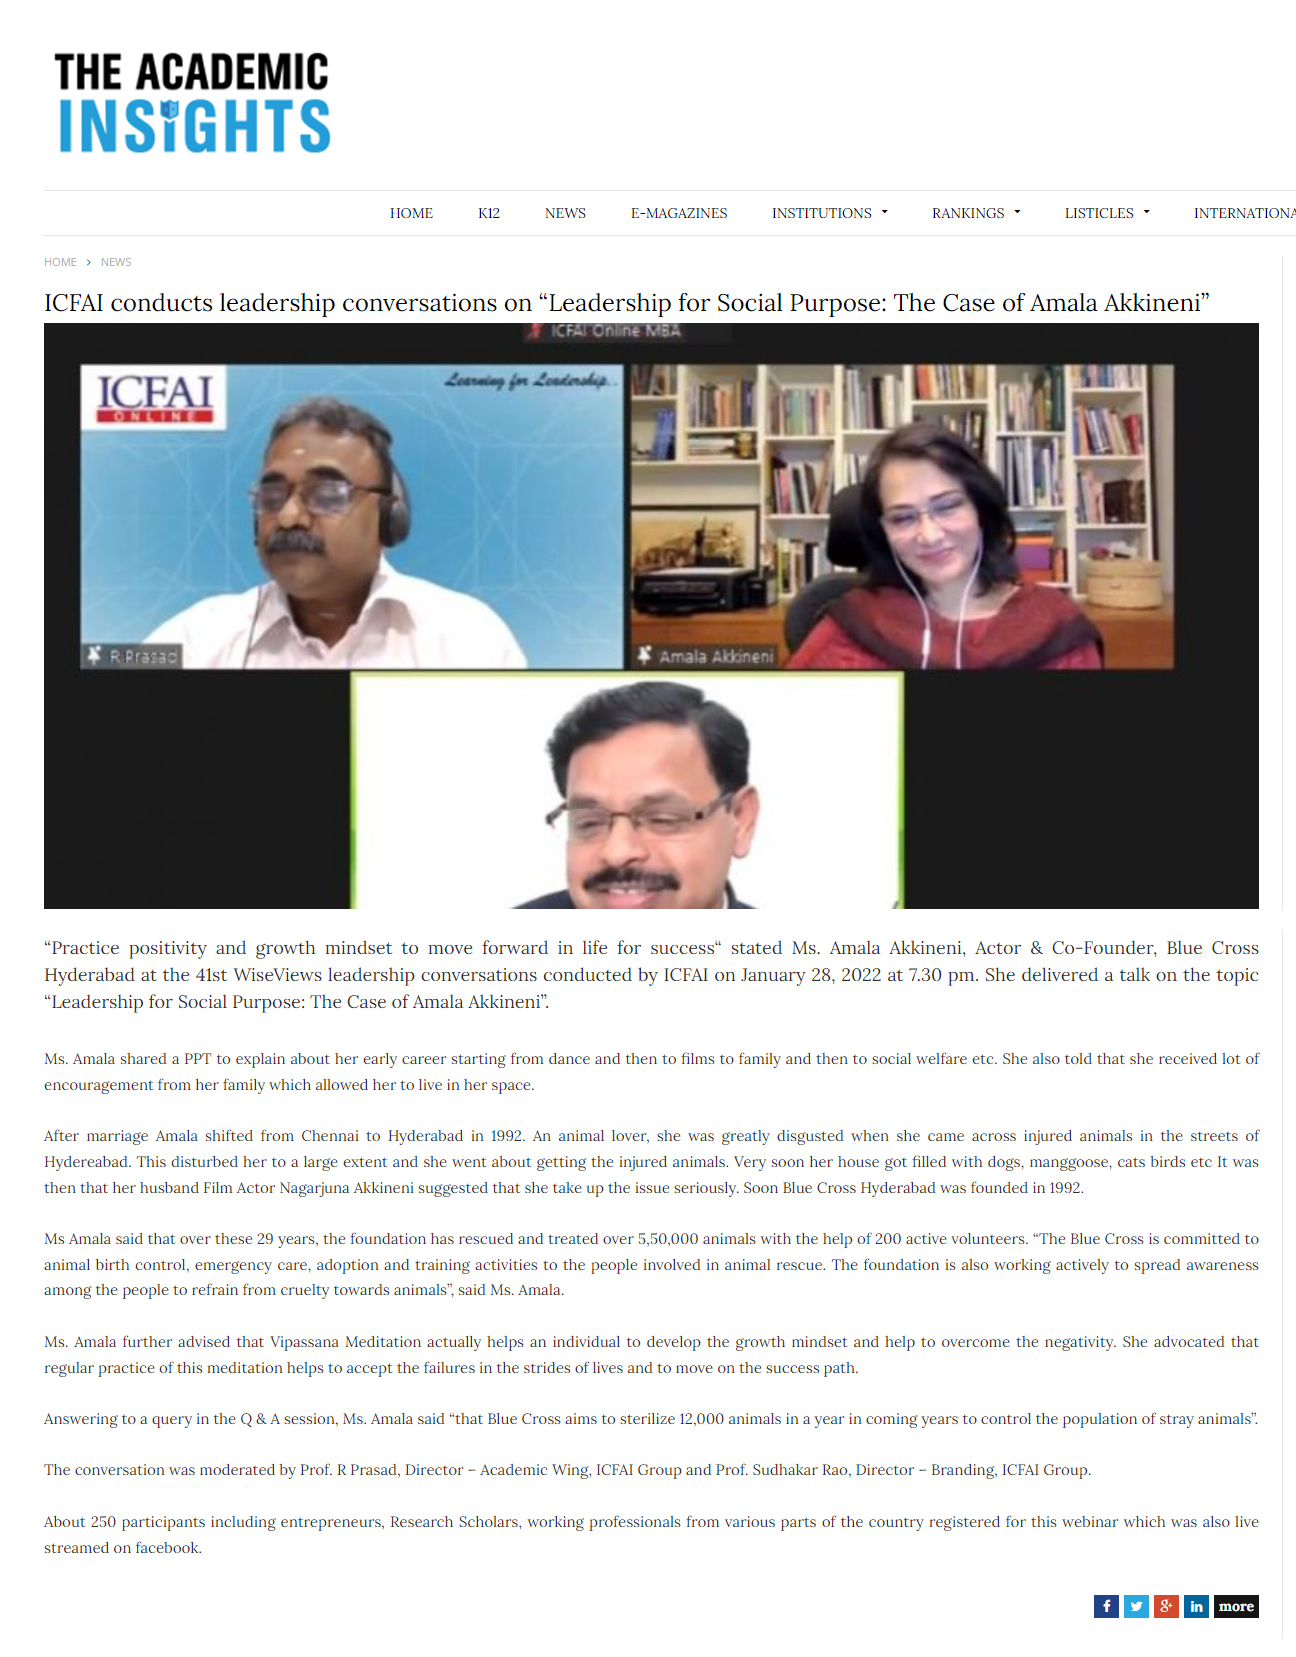 THE ACADEMIC
INSiGHTS
HOME K12 NEWS E-MAGAZINES INSTITUTIONS RANKINGS LISTICLES INTERNATIONA
HOME > NEWS
ICFAI conducts leadership conversations on “Leadership for Social Purpose: The Case of Amala Akkineni”
ICFAI Online MBA
ICFAI
ONLINE
Learning for Leadership..
R Prasad
Amala Akkineni
“Practice positivity and growth mindset to move forward in life for success“ stated Ms. Amala Akkineni, Actor & Co-Founder, Blue Cross
Hyderabad at the 41st WiseViews leadership conversations conducted by ICFAI on January 28, 2022 at 7.30 pm. She delivered a talk on the topic
“Leadership for Social Purpose: The Case of Amala Akkineni”.
Ms. Amala shared a PPT to explain about her early career starting from dance and then to films to family and then to social welfare etc. She also told that she received lot of
encouragement from her family which allowed her to live in her space.
After marriage Amala shifted from Chennai to Hyderabad in 1992. An animal lover, she was greatly disgusted when she came across injured animals in the streets of
Hydereabad. This disturbed her to a large extent and she went about getting the injured animals. Very soon her house got filled with dogs, manggoose, cats birds etc It was
then that her husband Film Actor Nagarjuna Akkineni suggested that she take up the issue seriously. Soon Blue Cross Hyderabad was founded in 1992.
Ms Amala said that over these 29 years, the foundation has rescued and treated over 5,50,000 animals with the help of 200 active volunteers. “The Blue Cross is committed to
animal birth control, emergency care, adoption and training activities to the people involved in animal rescue. The foundation is also working actively to spread awareness
among the people to refrain from cruelty towards animals”, said Ms. Amala.
Ms. Amala further advised that Vipassana Meditation actually helps an individual to develop the growth mindset and help to overcome the negativity. She advocated that
regular practice of this meditation helps to accept the failures in the strides of lives and to move on the success path.
Answering to a query in the Q & A session, Ms. Amala said “that Blue Cross aims to sterilize 12,000 animals in a year in coming years to control the population of stray animals”.
The conversation was moderated by Prof. R Prasad, Director – Academic Wing, ICFAI Group and Prof. Sudhakar Rao, Director – Branding, ICFAI Group.
About 250 participants including entrepreneurs, Research Scholars, working professionals from various parts of the country registered for this webinar which was also live
streamed on facebook.
more